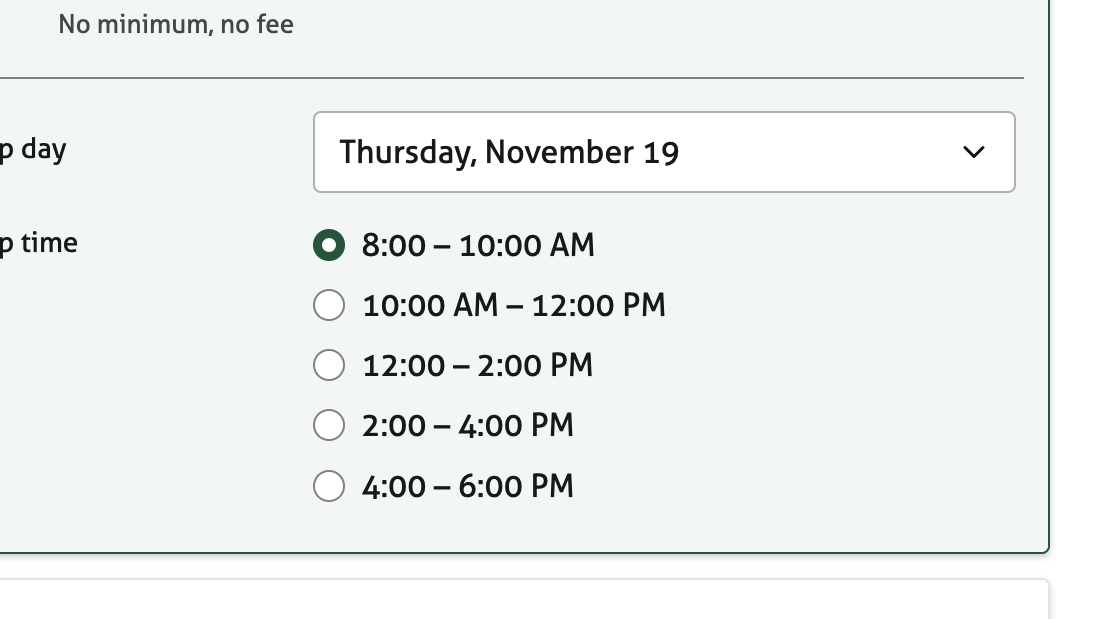 No minimum, no fee
p day
Thursday, November 19
p time
8:00 – 10:00 AM
10:00 AM – 12:00 PM
12:00 – 2:00 PM
2:00 – 4:00 PM
4:00 – 6:00 PM